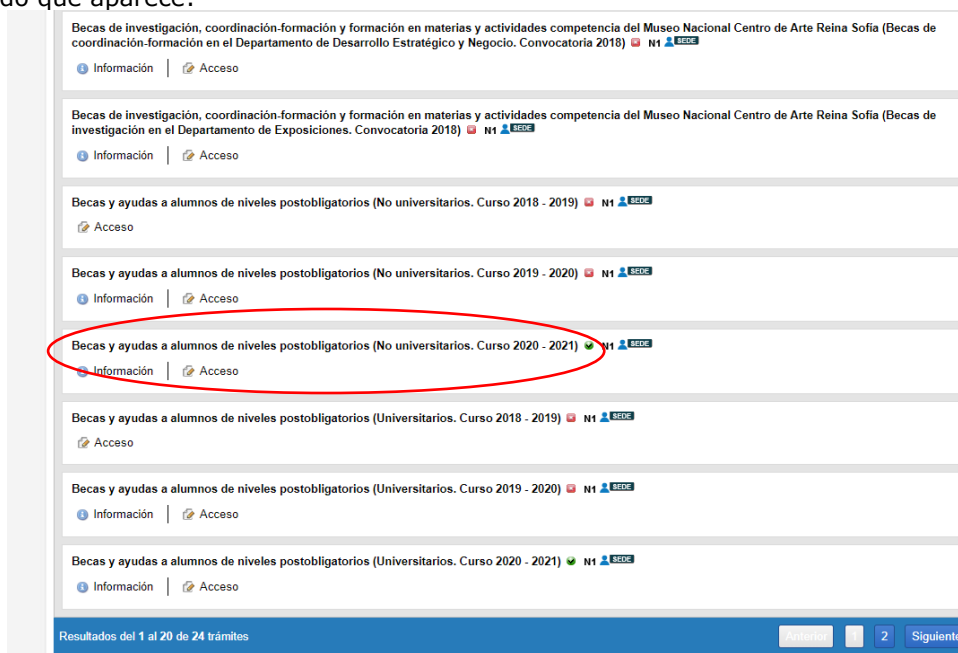 do que aparece:
Becas de investigación, coordinación-formación y formación en materias y actividades competencia del Museo Nacional Centro de Arte Reina Sofía (Becas de
coordinación-formación en el Departamento de Desarrollo Estratégico y Negocio. Convocatoria 2018) N1 SEDE
Información Acceso
Becas de investigación, coordinación-formación y formación en materias y actividades competencia del Museo Nacional Centro de Arte Reina Sofía (Becas de
investigación en el Departamento de Exposiciones. Convocatoria 2018) N1 SEDE
Información Acceso
Becas y ayudas a alumnos de niveles postobligatorios (No universitarios. Curso 2018 - 2019) N1 SEDE
Acceso
Becas y ayudas a alumnos de niveles postobligatorios (No universitarios. Curso 2019 - 2020) N1 SEDE
Información Acceso
Becas y ayudas a alumnos de niveles postobligatorios (No universitarios. Curso 2020 - 2021) N1 SEDE
Información Acceso
Becas y ayudas a alumnos de niveles postobligatorios (Universitarios. Curso 2018 - 2019) N1 SEDE
Acceso
Becas y ayudas a alumnos de niveles postobligatorios (Universitarios. Curso 2019 - 2020) N1 SEDE
Información Acceso
Becas y ayudas a alumnos de niveles postobligatorios (Universitarios. Curso 2020 - 2021) N1 SEDE
Información Acceso
Resultados del 1 al 20 de 24 trámites Anterior 1 2 Siguiente